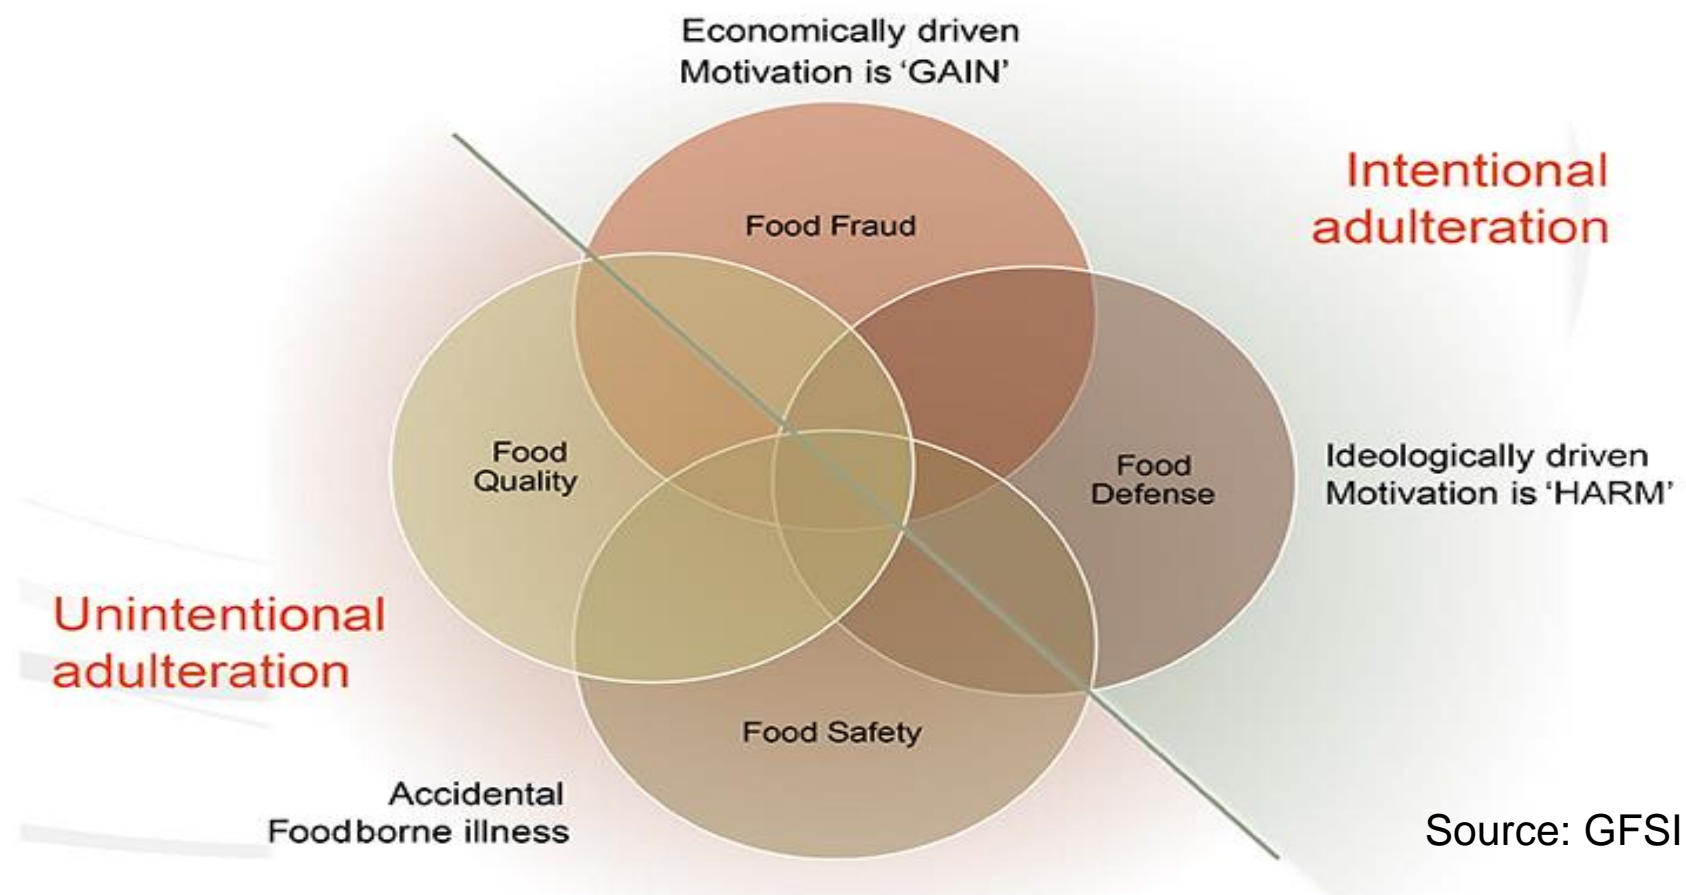 Economically driven
Motivation is ‘GAIN’
Intentional
adulteration
Food Fraud
Food
Quality
Food
Defense
Ideologically driven
Motivation is ‘HARM’
Unintentional
adulteration
Food Safety
Accidental
Foodborne illness
Source: GFSI